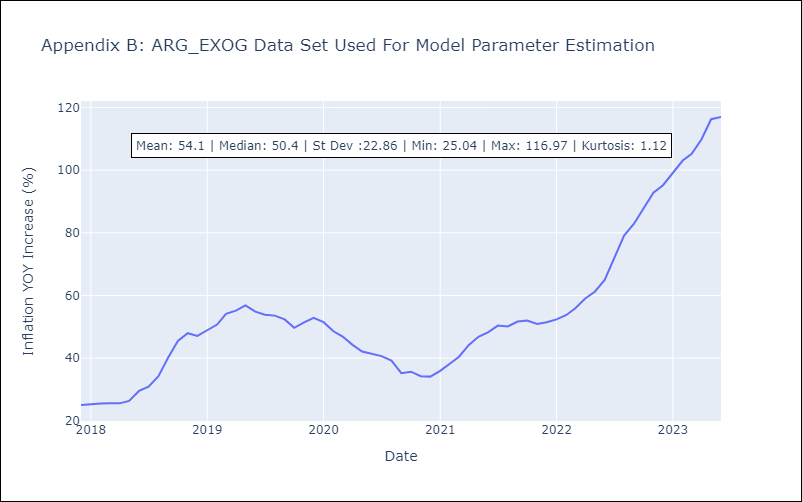 Appendix B: ARG_EXOG Data Set Used For Model Parameter Estimation
120
Mean: 54.1 | Median: 50.4 | St Dev :22.86 | Min: 25.04 | Max: 116.97 | Kurtosis: 1.12
100
80
60
40
20
Inflation YOY Increase (%)
2018 2019 2020 2021 2022 2023
Date